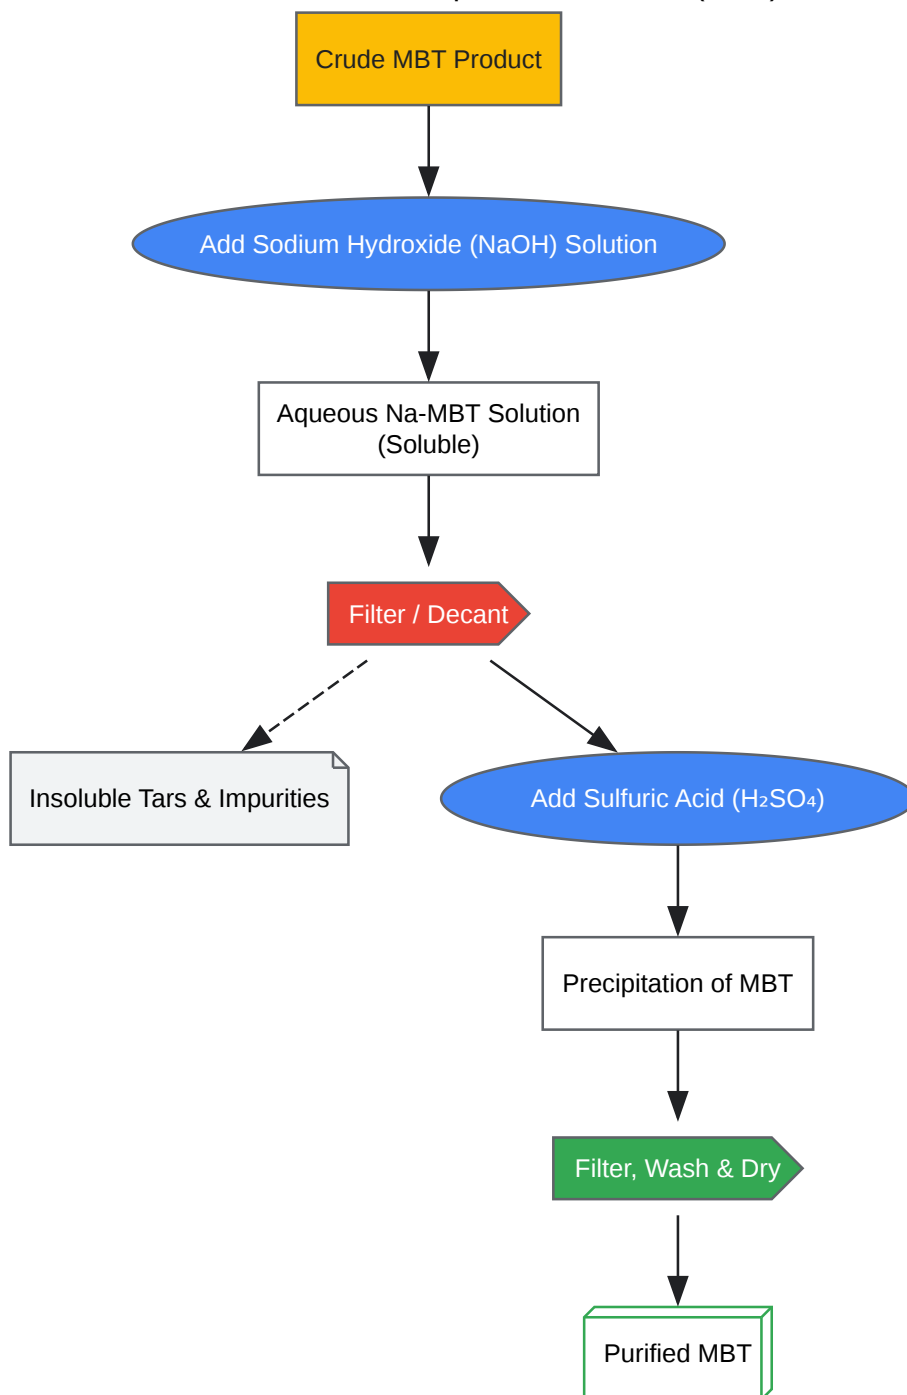 Crude MBT Product
Add Sodium Hydroxide (NaOH) Solution
Aqueous Na-MBT Solution
(Soluble)
Filter / Decant
Insoluble Tars & Impurities
Add Sulfuric Acid (H₂SO₄)
Precipitation of MBT
Filter, Wash & Dry
Purified MBT